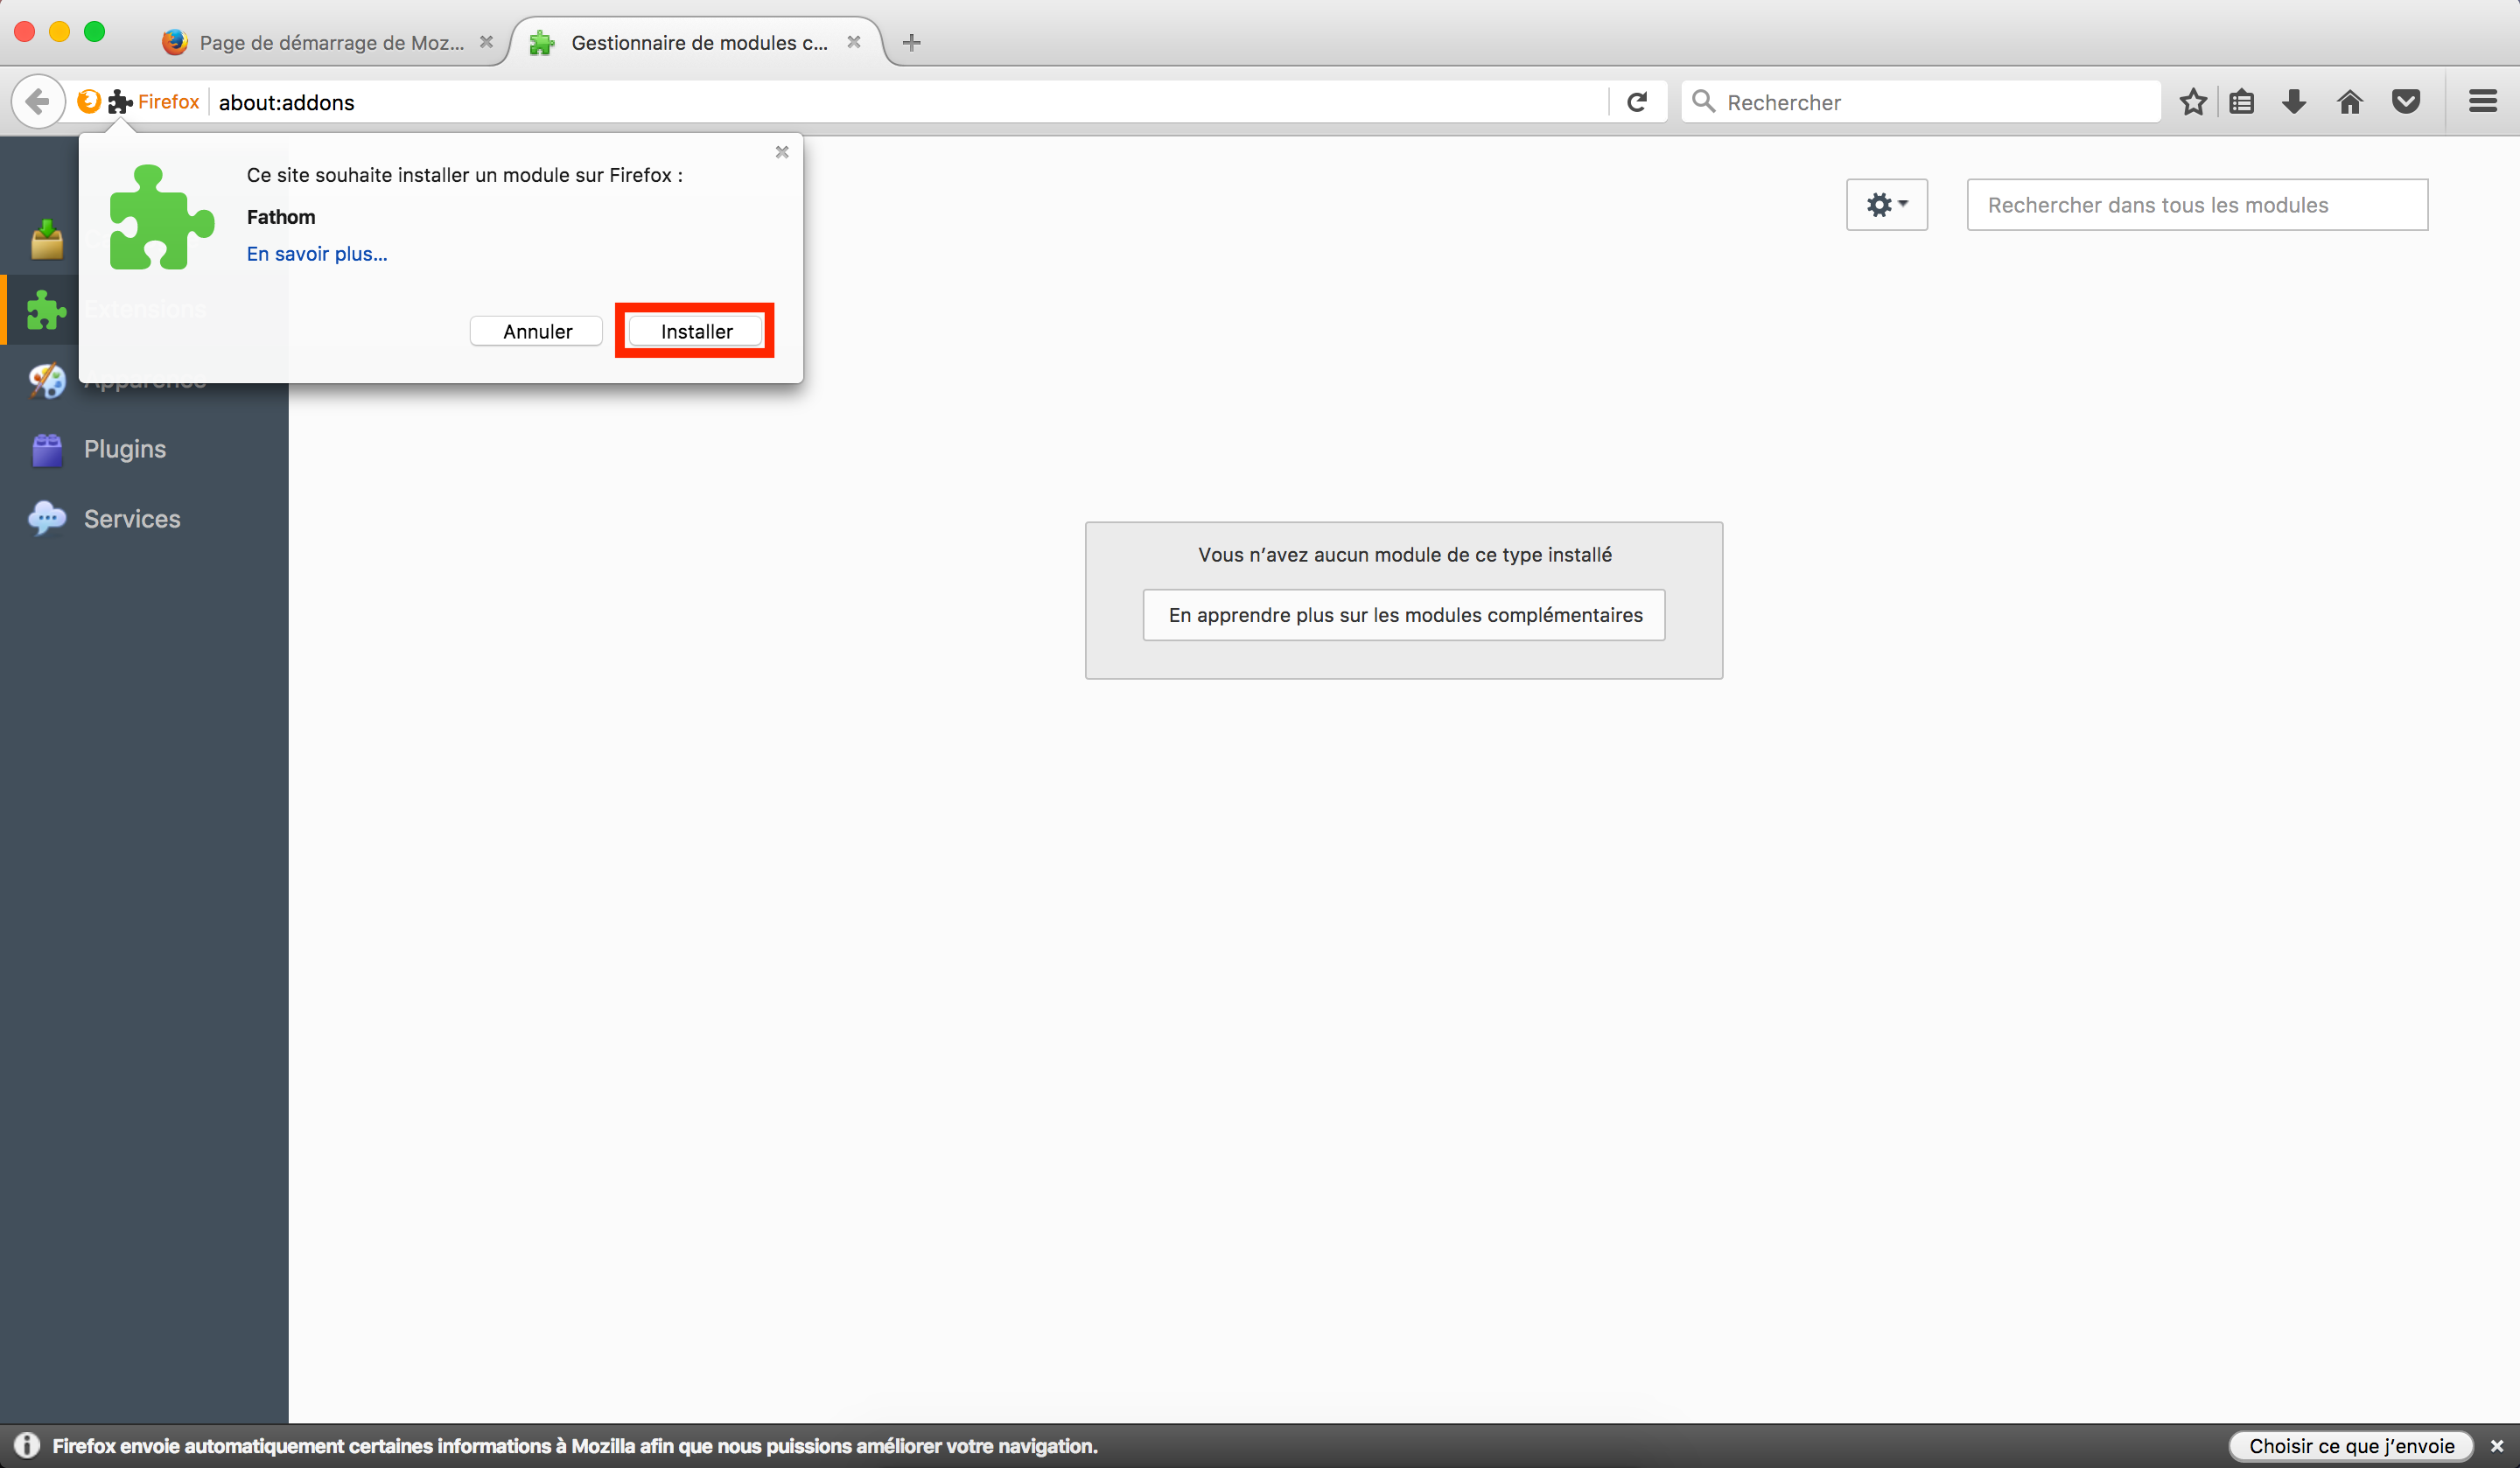 Page de démarrage de Moz...
Gestionnaire de modules c...
Firefox
about:addons
Rechercher
Ce site souhaite installer un module sur Firefox :
Fathom
En savoir plus...
Annuler
Installer
Rechercher dans tous les modules
Extensions
Apparence
Plugins
Services
Vous n’avez aucun module de ce type installé
En apprendre plus sur les modules complémentaires
Firefox envoie automatiquement certaines informations à Mozilla afin que nous puissions améliorer votre navigation.
Choisir ce que j’envoie